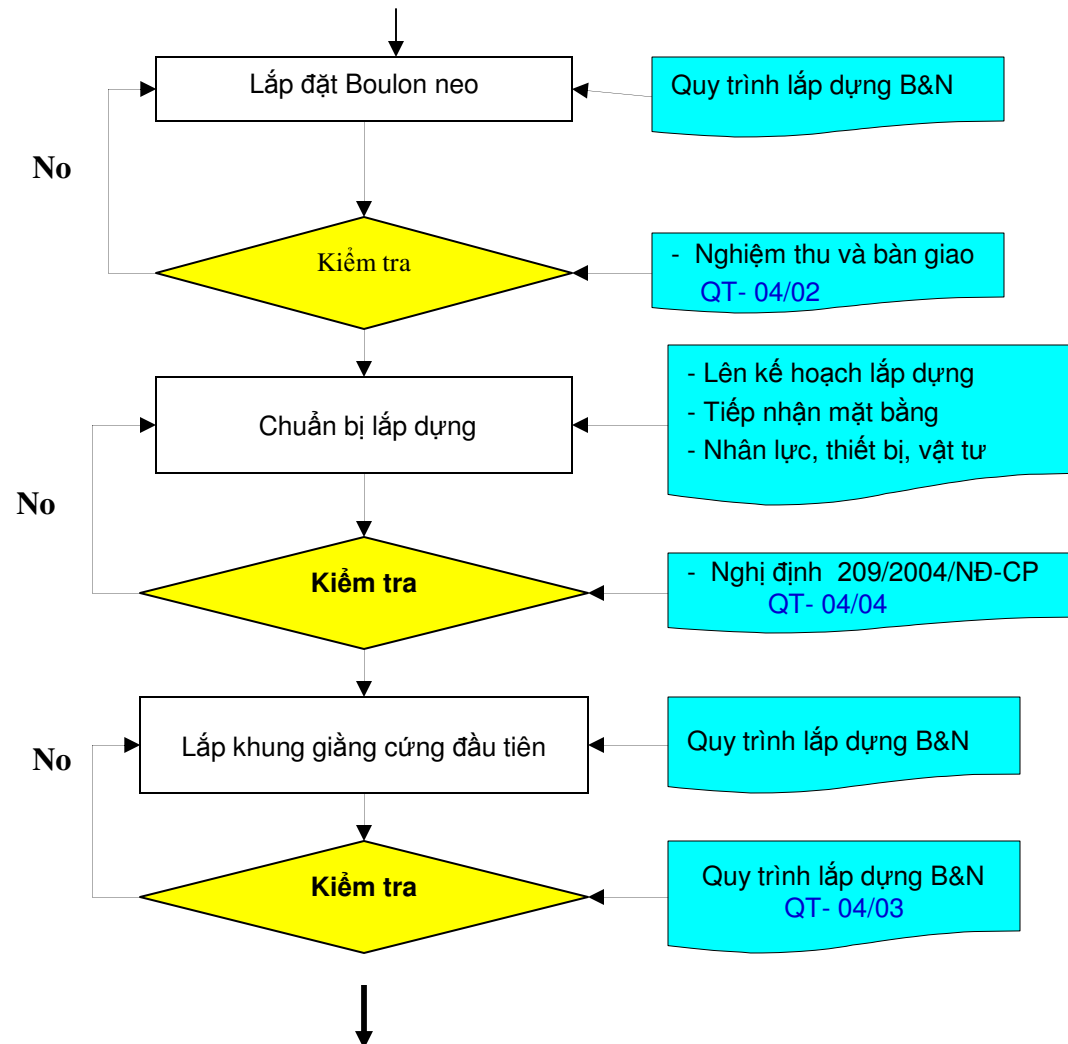 Lắp đặt Boulon neo
Quy trình lắp dựng B&N
No
Kiểm tra
- Nghiệm thu và bàn giao
QT- 04/02
Chuẩn bị lắp dựng
- Lên kế hoạch lắp dựng
- Tiếp nhận mặt bằng
- Nhân lực, thiết bị, vật tư
No
Kiểm tra
- Nghị định 209/2004/NĐ-CP
QT- 04/04
Lắp khung giằng cứng đầu tiên
Quy trình lắp dựng B&N
No
Kiểm tra
Quy trình lắp dựng B&N
QT- 04/03